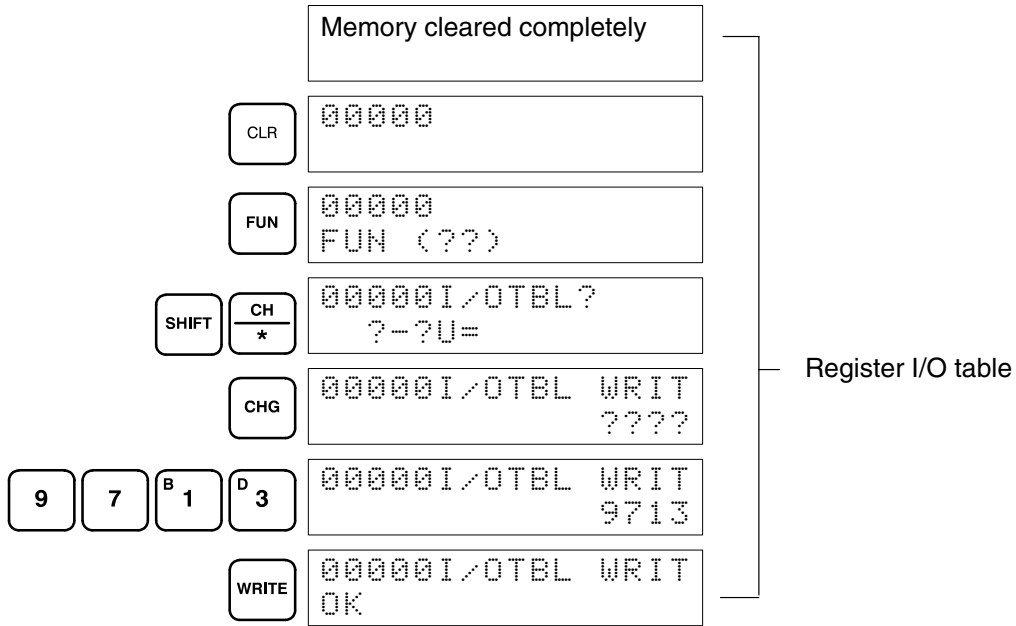 Memory cleared completely
CLR
00000
FUN
00000
FUN (??)
SHIFT
CH
*
00000I/OTBL?
?-?U=
Register I/O table
CHG
00000I/OTBL WRIT
????
9
7
B 1
D 3
00000I/OTBL WRIT
9713
WRITE
00000I/OTBL WRIT
OK